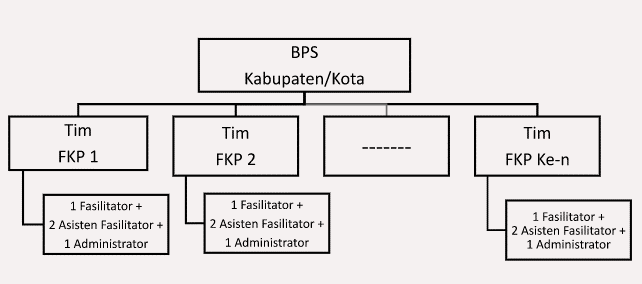 BPS
Kabupaten/Kota
Tim
FKP 1
Tim
FKP 2
-------
Tim
FKP Ke-n
1 Fasilitator +
2 Asisten Fasilitator +
1 Administrator
1 Fasilitator +
2 Asisten Fasilitator +
1 Administrator
1 Fasilitator +
2 Asisten Fasilitator +
1 Administrator